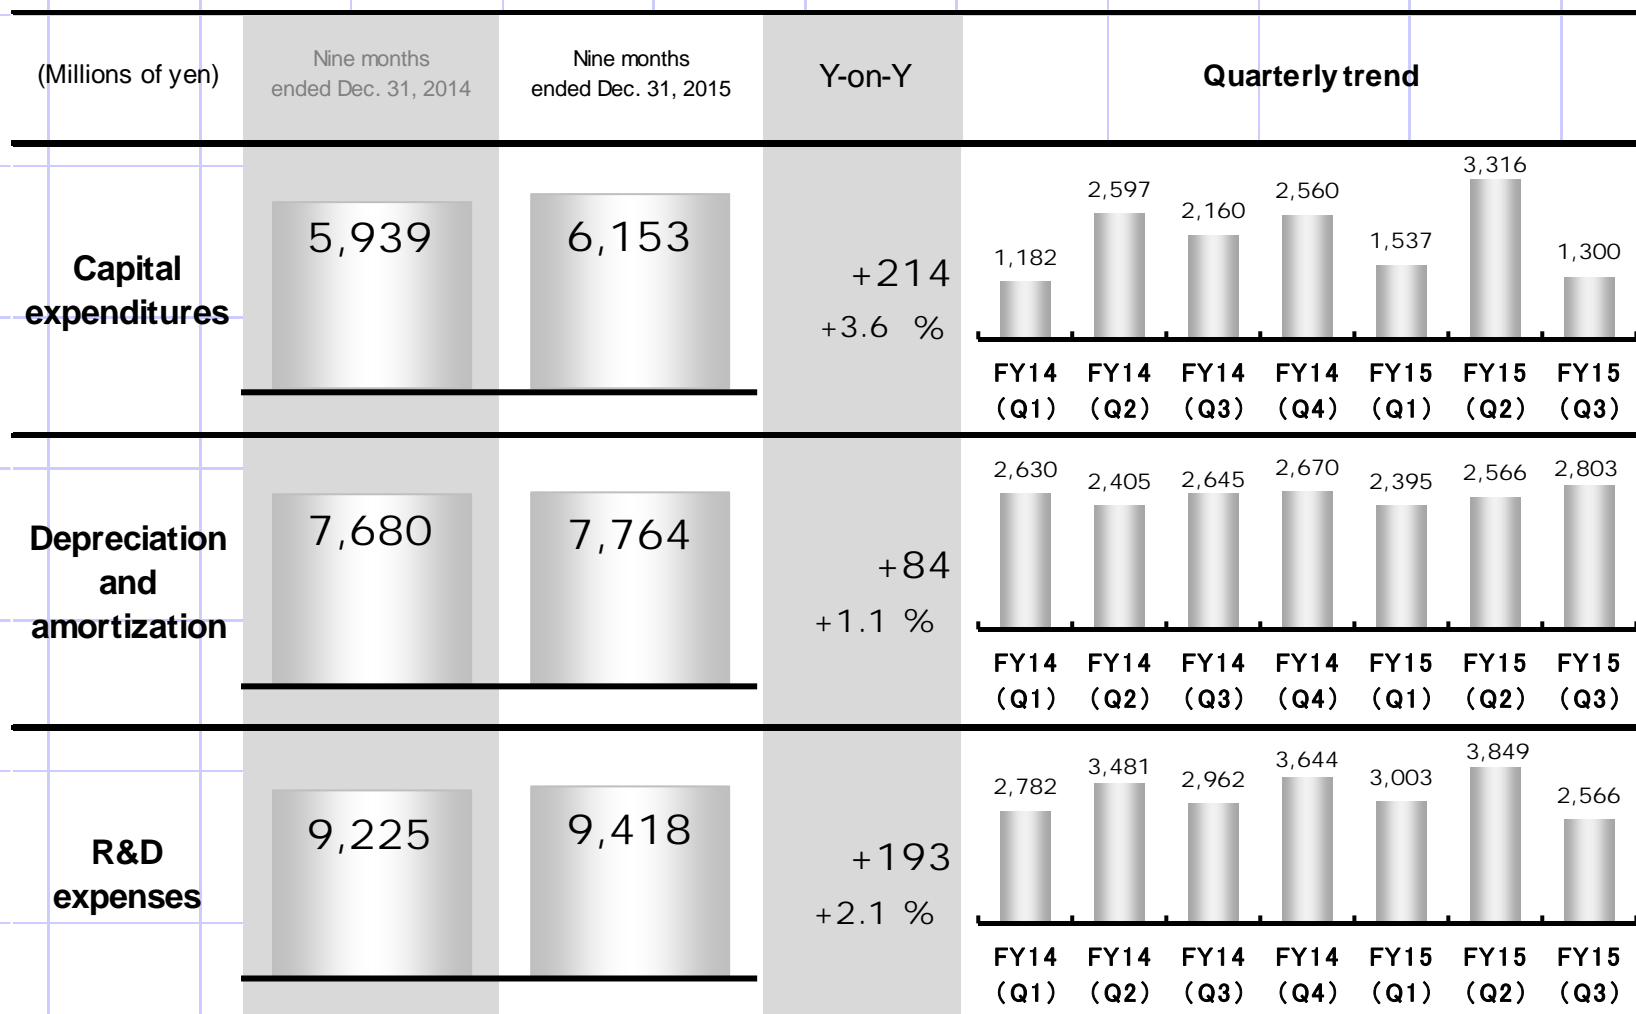 (Millions of yen)
Nine months
ended Dec. 31, 2014
Nine months
ended Dec. 31, 2015
Y-on-Y
Quarterly trend
Capital
expenditures
5,939
6,153
+214
+3.6 %
1,182
2,597
2,160
2,560
1,537
3,316
1,300
FY14 FY14 FY14 FY14 FY15 FY15 FY15
(Q1) (Q2) (Q3) (Q4) (Q1) (Q2) (Q3)
Depreciation
and
amortization
7,680
7,764
+84
+1.1 %
2,630
2,405
2,645
2,670
2,395
2,566
2,803
FY14 FY14 FY14 FY14 FY15 FY15 FY15
(Q1) (Q2) (Q3) (Q4) (Q1) (Q2) (Q3)
R&D
expenses
9,225
9,418
+193
+2.1 %
2,782
3,481
2,962
3,644
3,003
3,849
2,566
FY14 FY14 FY14 FY14 FY15 FY15 FY15
(Q1) (Q2) (Q3) (Q4) (Q1) (Q2) (Q3)